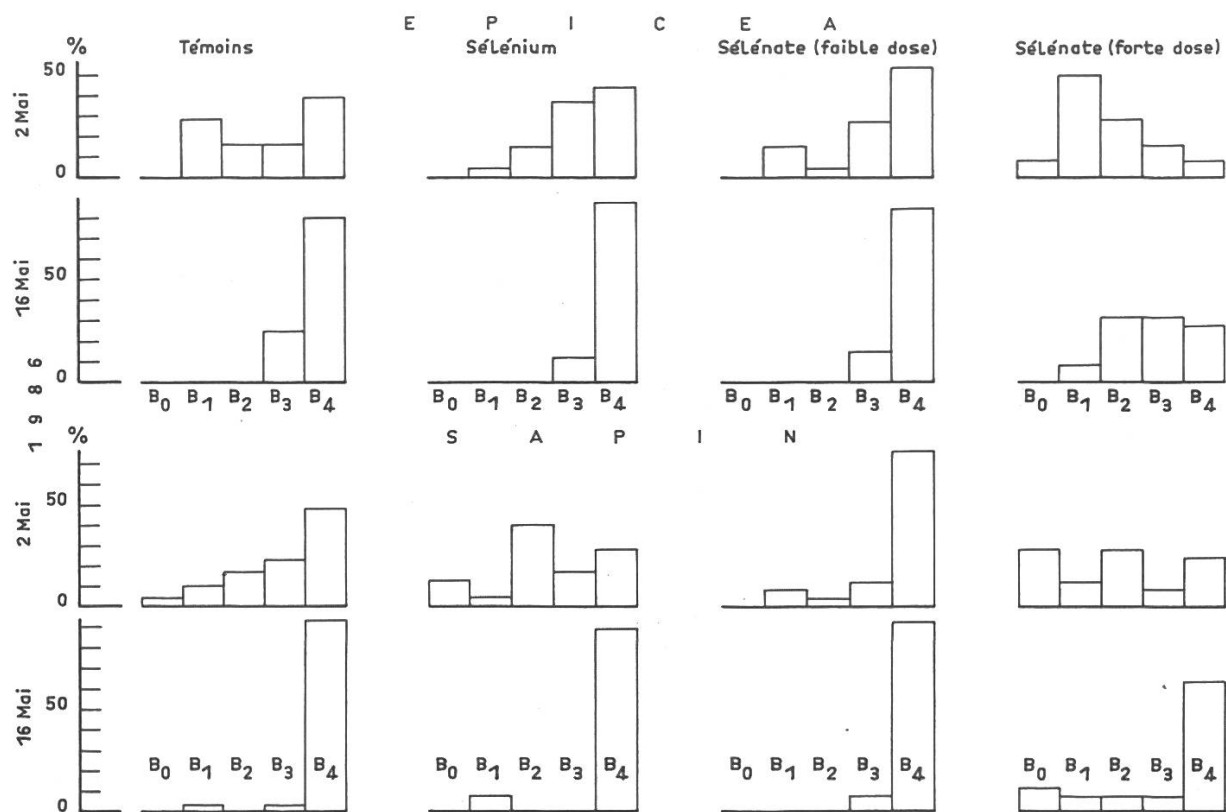 E P I C E A
Témoins Sélénium Sélénate (faible dose) Sélénate (forte dose)
%
50
2 Mai
0
50
16 Mai
0
B0 B1 B2 B3 B4 B0 B1 B2 B3 B4 B0 B1 B2 B3 B4 B0 B1 B2 B3 B4
1986
% S A P I N
50
2 Mai
0
50
16 Mai
B0 B1 B2 B3 B4 B0 B1 B2 B3 B4 B0 B1 B2 B3 B4 B0 B1 B2 B3 B4
0